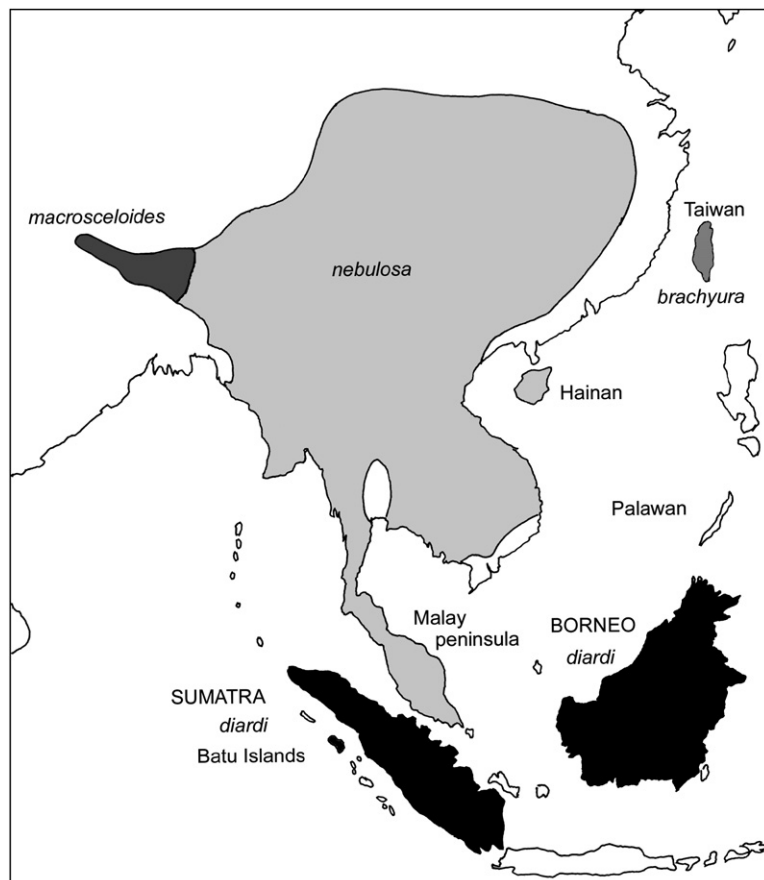 macrosceloides
Taiwan
nebulosa
brachyura
Hainan
Palawan
Malay
peninsula
BORNEO
diardi
SUMATRA
diardi
Batu Islands